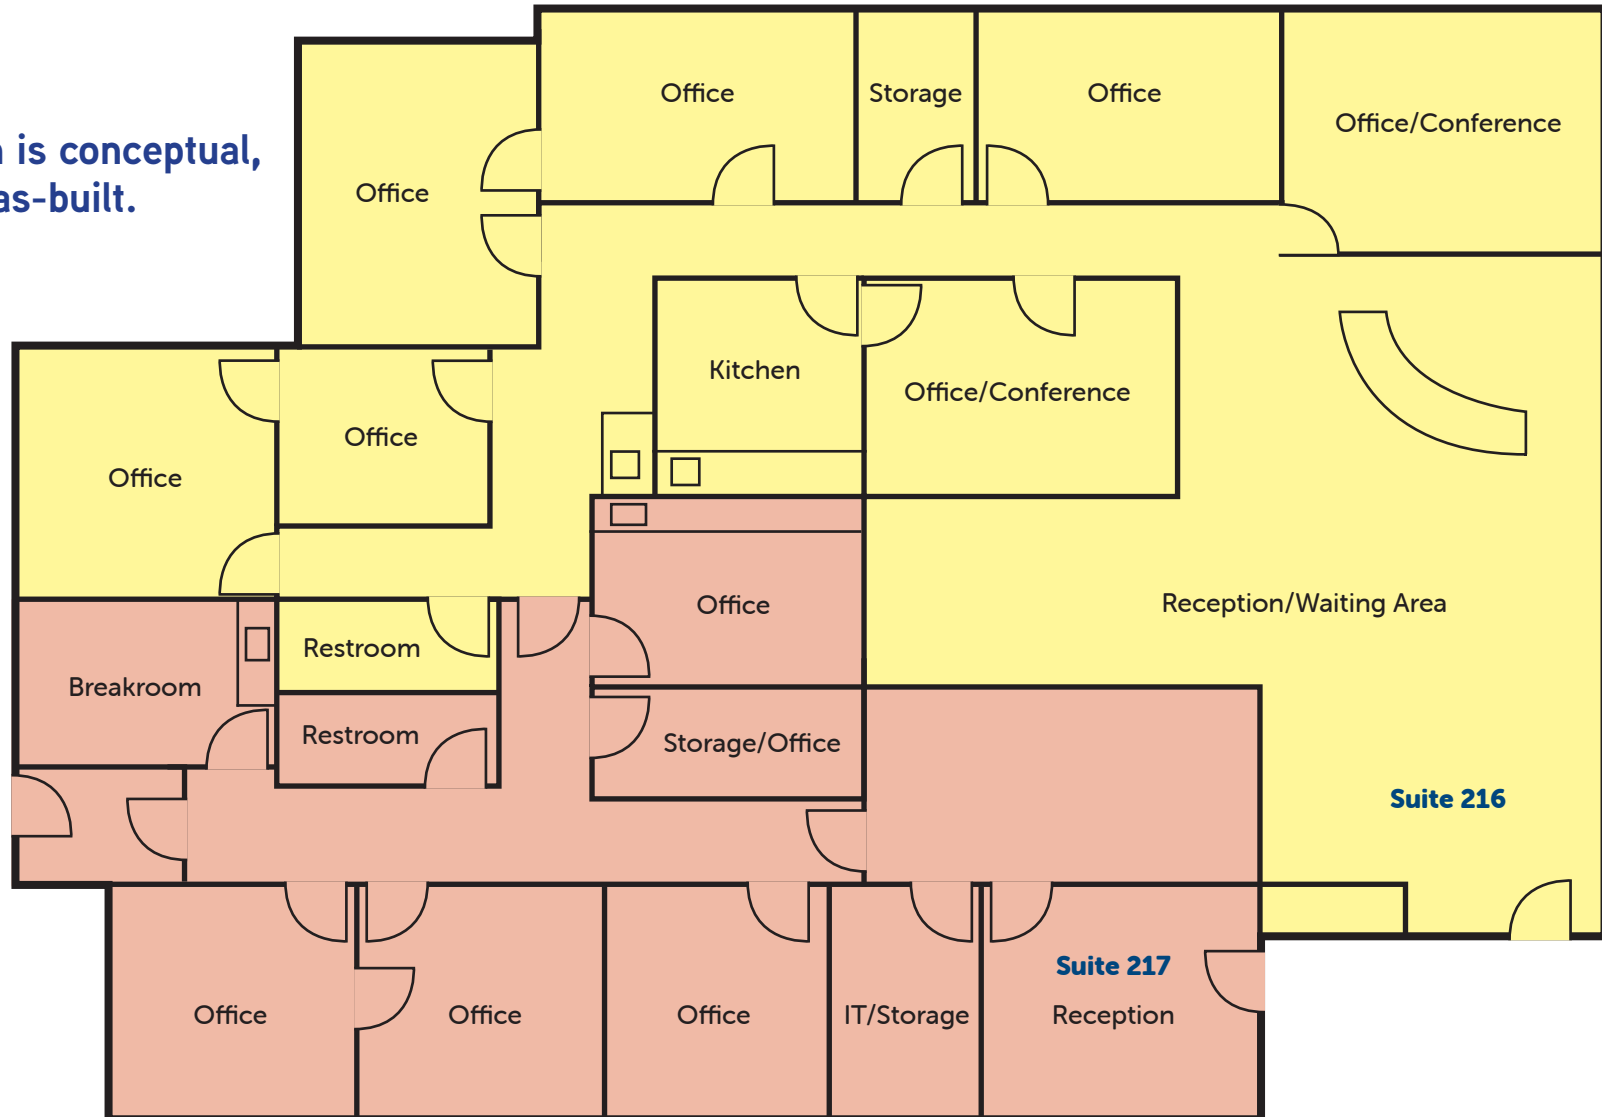 is conceptual,
as-built.
Office
Storage
Office
Office/Conference
Office
Kitchen
Office/Conference
Office
Office
Office
Reception/Waiting Area
Restroom
Breakroom
Restroom
Storage/Office
Suite 216
Suite 217
Office
Office
Office
IT/Storage
Reception